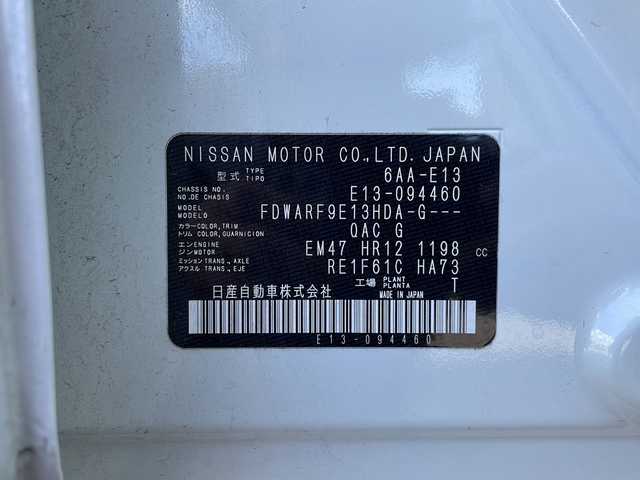 NISSAN MOTOR CO.,LTD. JAPAN
型式 TYPE TIPO 6AA-E13
CHASSIS NO. NO.DE CHASIS E13-094460
MODEL MODELO FDWARF9E13HDA-G---
カラー COLOR, TRIM トリム COLOR, GUARNICION QAC G
エンジン ENGINE MOTOR EM47 HR12 1198 CC
ミッション TRANS., AXLE アクスル TRANS., EJE RE1F61C HA73
工場 PLANT PLANTA T
日産自動車株式会社 MADE IN JAPAN
E13-094460